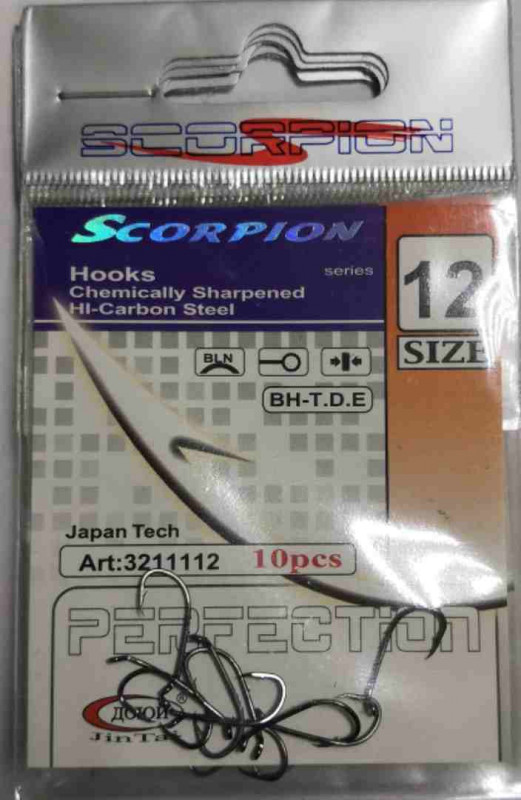 SCORPION
SCORPION
Hooks series
Chemically Sharpened
HI-Carbon Steel
12
SIZE
BLN
BH-T.D.E
Japan Tech
Art:3211112 10pcs
PERFECTION
®
JinTai